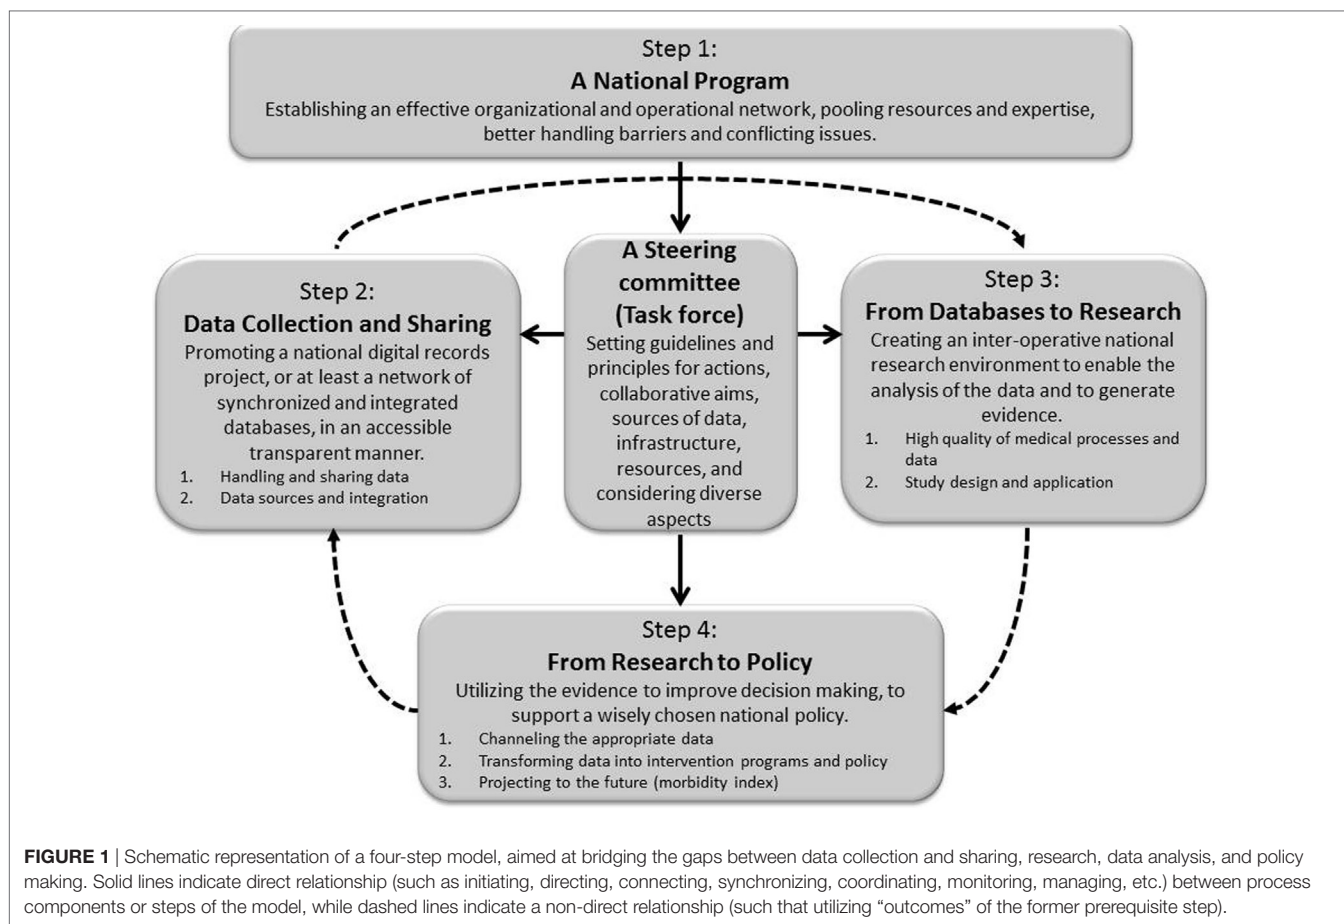 Step 1:
A National Program
Establishing an effective organizational and operational network, pooling resources and expertise,
better handling barriers and conflicting issues.
Step 2:
Data Collection and Sharing
Promoting a national digital records
project, or at least a network of
synchronized and integrated
databases, in an accessible
transparent manner.
1. Handling and sharing data
2. Data sources and integration
A Steering
committee
(Task force)
Setting guidelines and
principles for actions,
collaborative aims,
sources of data,
infrastructure,
resources, and
considering diverse
aspects
Step 3:
From Databases to Research
Creating an inter-operative national
research environment to enable the
analysis of the data and to generate
evidence.
1. High quality of medical processes and
data
2. Study design and application
Step 4:
From Research to Policy
Utilizing the evidence to improve decision making, to
support a wisely chosen national policy.
1. Channeling the appropriate data
2. Transforming data into intervention programs and policy
3. Projecting to the future (morbidity index)
FIGURE 1 | Schematic representation of a four-step model, aimed at bridging the gaps between data collection and sharing, research, data analysis, and policy
making. Solid lines indicate direct relationship (such as initiating, directing, connecting, synchronizing, coordinating, monitoring, managing, etc.) between process
components or steps of the model, while dashed lines indicate a non-direct relationship (such that utilizing “outcomes” of the former prerequisite step).